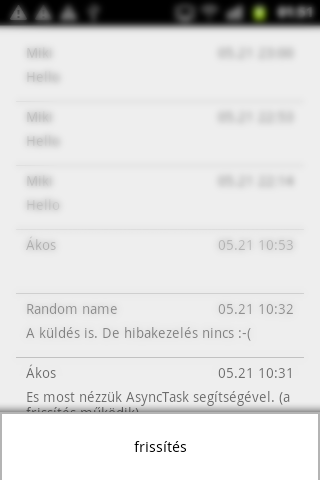 01:51
Miki 05.21 23:00
Hello
Miki 05.21 22:53
Hello
Miki 05.21 22:14
Hello
Ákos 05.21 10:53
Random name 05.21 10:32
A küldés is. De hibakezelés nincs :-(
Ákos 05.21 10:31
Es most nézzük AsyncTask segítségével. (a
frissítés működik)
frissítés